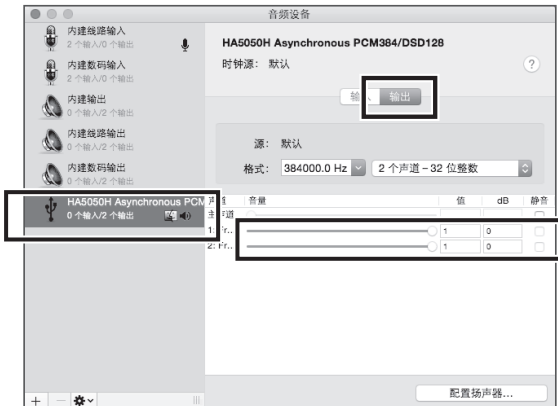 音频设备
内建线路输入
2 个输入/0 个输出
内建数码输入
2 个输入/0 个输出
内建输出
0 个输入/2 个输出
内建线路输出
0 个输入/2 个输出
内建数码输出
0 个输入/2 个输出
HA5050H Asynchronous PCM
0 个输入/2 个输出
HA5050H Asynchronous PCM384/DSD128
时钟源: 默认
?
输入 输出
源: 默认
格式: 384000.0 Hz 2 个声道 – 32 位整数
音量 值 dB 静音
1: Fr... 1 0
2: Fr... 1 0
配置扬声器...